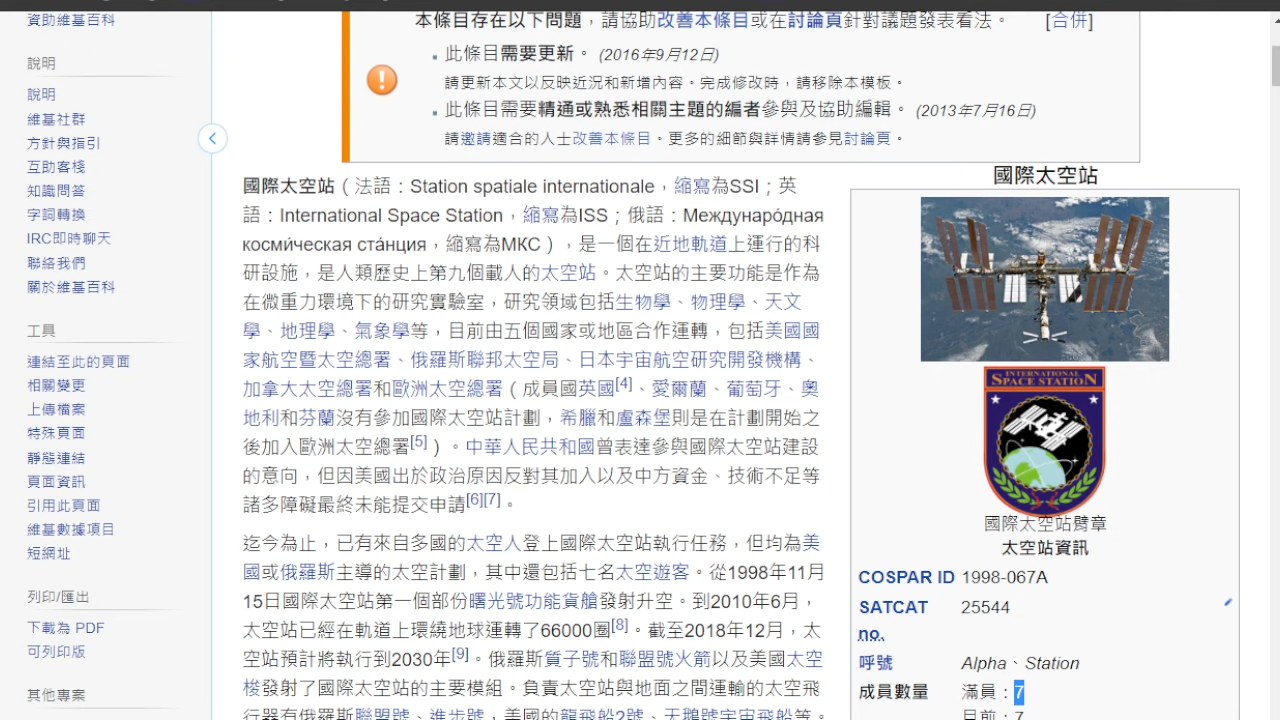 資助維基百科
說明
說明
維基社群
方針與指引
互助客棧
知識問答
字詞轉換
IRC即時聊天
聯絡我們
關於維基百科
工具
連結至此的頁面
相關變更
上傳檔案
特殊頁面
靜態連結
頁面資訊
引用此頁面
維基數據項目
短網址
列印/匯出
下載為 PDF
可列印版
其他專案
本條目存在以下問題，請協助改善本條目或在討論頁針對議題發表看法。 [合併]
此條目需要更新。 (2016年9月12日)
請更新本文以反映近況和新增內容。完成修改時，請移除本模板。
此條目需要精通或熟悉相關主題的編者參與及協助編輯。 (2013年7月16日)
請邀請適合的人士改善本條目。更多的細節與詳情請參見討論頁。
國際太空站（法語：Station spatiale internationale，縮寫為SSI；英
語：International Space Station，縮寫為ISS；俄語：Междунаро́дная
косми́ческая ста́нция，縮寫為МКС），是一個在近地軌道上運行的科
研設施，是人類歷史上第九個載人的太空站。太空站的主要功能是作為
在微重力環境下的研究實驗室，研究領域包括生物學、物理學、天文
學、地理學、氣象學等，目前由五個國家或地區合作運轉，包括美國國
家航空暨太空總署、俄羅斯聯邦太空局、日本宇宙航空研究開發機構、
加拿大太空總署和歐洲太空總署（成員國英國[4]、愛爾蘭、葡萄牙、奧
地利和芬蘭沒有參加國際太空站計劃，希臘和盧森堡則是在計劃開始之
後加入歐洲太空總署[5]）。中華人民共和國曾表達參與國際太空站建設
的意向，但因美國出於政治原因反對其加入以及中方資金、技術不足等
諸多障礙最終未能提交申請[6][7]。
迄今為止，已有來自多國的太空人登上國際太空站執行任務，但均為美
國或俄羅斯主導的太空計劃，其中還包括七名太空遊客。從1998年11月
15日國際太空站第一個部份曙光號功能貨艙發射升空。到2010年6月，
太空站已經在軌道上環繞地球運轉了66000圈[8]。截至2018年12月，太
空站預計將執行到2030年[9]。俄羅斯質子號和聯盟號火箭以及美國太空
梭發射了國際太空站的主要模組。負責太空站與地面之間運輸的太空飛
行器有俄羅斯聯盟號、進步號，美國的龍飛船2號、天鵝號宇宙飛船等。
國際太空站
INTERNATIONAL
SPACE STATION
國際太空站臂章
太空站資訊
COSPAR ID 1998-067A
SATCAT 25544
no.
呼號 Alpha、Station
成員數量 滿員：7
目前：7